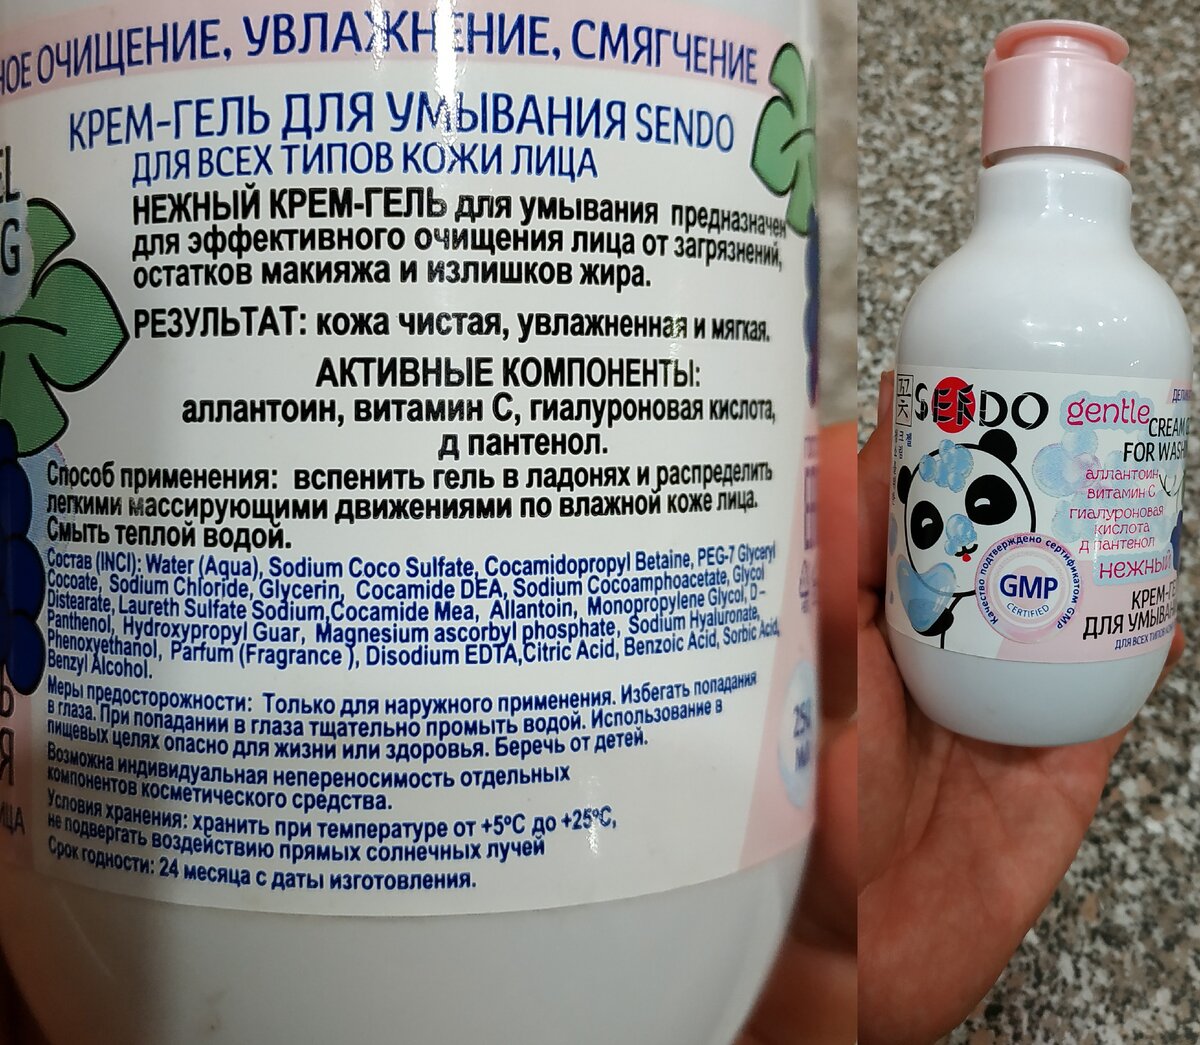 НОЕ ОЧИЩЕНИЕ, УВЛАЖНЕНИЕ, СМЯГЧЕНИЕ
КРЕМ-ГЕЛЬ ДЛЯ УМЫВАНИЯ SENDO
ДЛЯ ВСЕХ ТИПОВ КОЖИ ЛИЦА
НЕЖНЫЙ КРЕМ-ГЕЛЬ для умывания предназначен
для эффективного очищения лица от загрязнений,
остатков макияжа и излишков жира.
РЕЗУЛЬТАТ: кожа чистая, увлажненная и мягкая.
АКТИВНЫЕ КОМПОНЕНТЫ:
аллантоин, витамин С, гиалуроновая кислота,
д пантенол.
Способ применения: вспенить гель в ладонях и распределить
легкими массирующими движениями по влажной коже лица.
Смыть теплой водой.
Состав (INCI): Water (Aqua), Sodium Coco Sulfate, Cocamidopropyl Betaine, PEG-7 Glyceryl
Cocoate, Sodium Chloride, Glycerin, Cocamide DEA, Sodium Cocoamphoacetate, Glycol
Distearate, Laureth Sulfate Sodium,Cocamide Mea, Allantoin, Monopropylene Glycol, D-
Panthenol, Hydroxypropyl Guar, Magnesium ascorbyl phosphate, Sodium Hyaluronate,
Phenoxyethanol, Parfum (Fragrance ), Disodium EDTA,Citric Acid, Benzoic Acid, Sorbic Acid,
Benzyl Alcohol.
Меры предосторожности: Только для наружного применения. Избегать попадания
в глаза. При попадании в глаза тщательно промыть водой. Использование в
пищевых целях опасно для жизни или здоровья. Беречь от детей.
Возможна индивидуальная непереносимость отдельных
компонентов косметического средства.
Условия хранения: хранить при температуре от +5°С до +25°С,
не подвергать воздействию прямых солнечных лучей
Срок годности: 24 месяца с даты изготовления.
EL
G
Ь
Я
ИЦА
SENDO
gentle
CREAM G
FOR WASH
аллантоин
витамин С
гиалуроновая
кислота
д пантенол
нежный
Качество подтверждено сертификатом GMP
GMP
CERTIFIED
КРЕМ-ГЕ
ДЛЯ УМЫВАН
ДЛЯ ВСЕХ ТИПОВ КОЖ